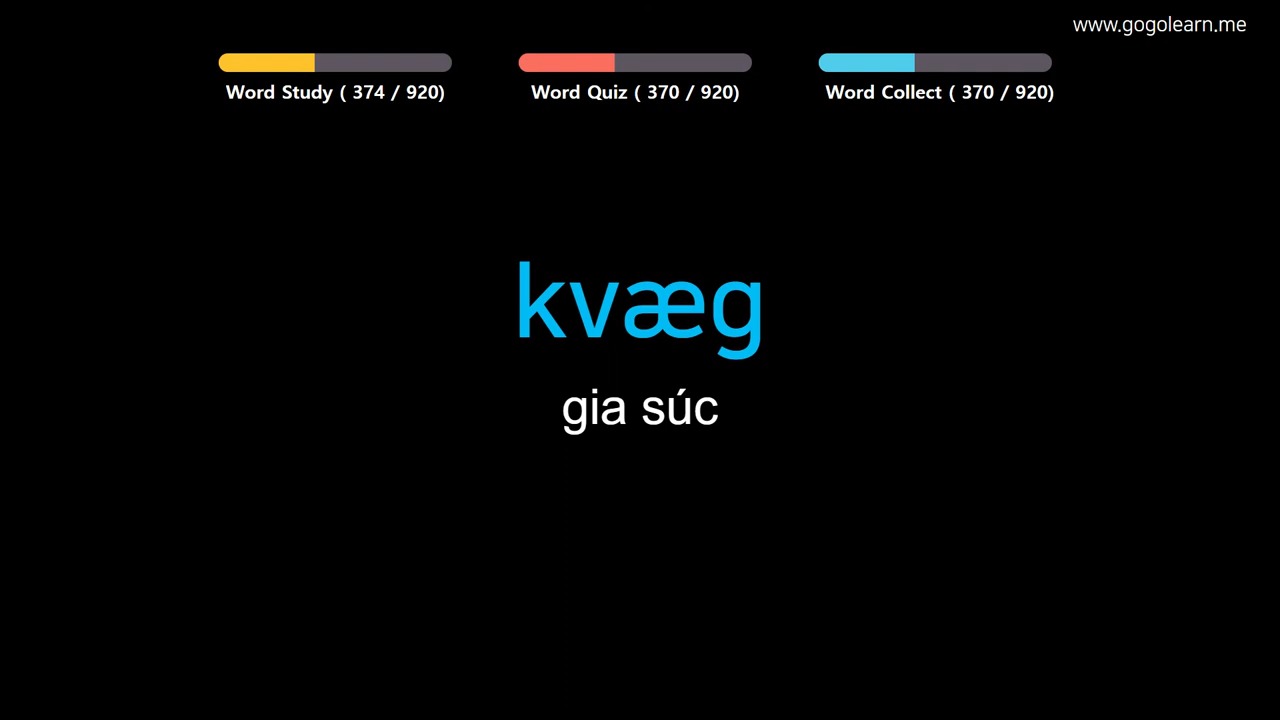 www.gogolearn.me
Word Study ( 374 / 920)
Word Quiz ( 370 / 920)
Word Collect ( 370 / 920)
kvæg
gia súc